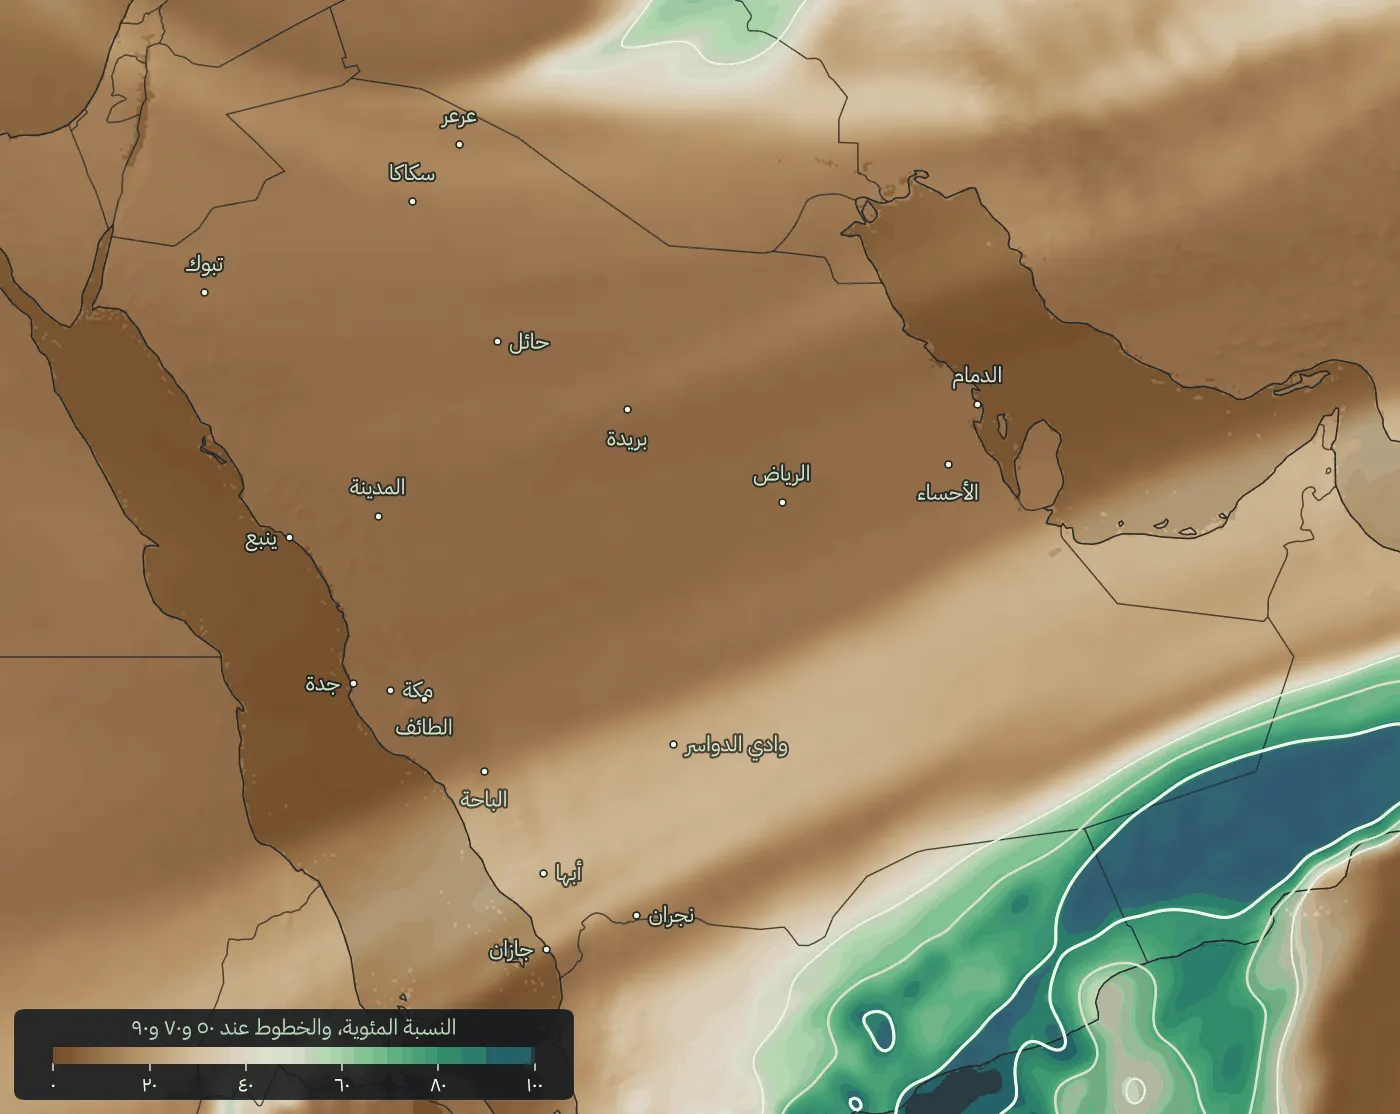 عرعر
سكاكا
تبوك
حائل
الدمام
بريدة
الرياض
الأحساء
المدينة
ينبع
جدة
مكة
الطائف
وادي الدواسر
الباحة
أبها
نجران
جازان
النسبة المئوية، والخطوط عند ٥٠ و٧٠ و٩٠
٠ ٢٠ ٤٠ ٦٠ ٨٠ ١٠٠